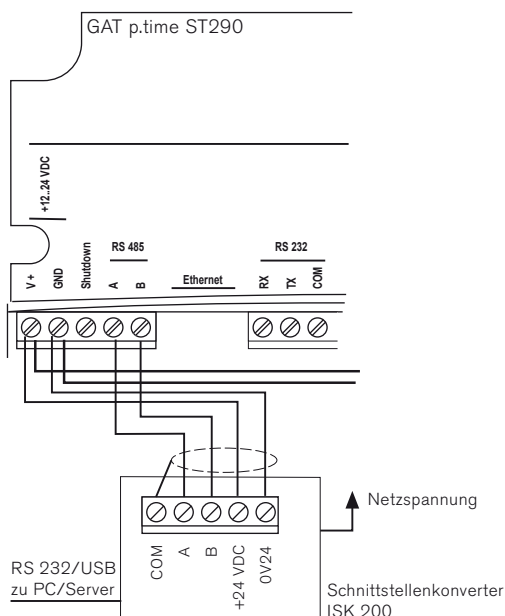 GAT p.time ST290
+12..24 VDC
RS 485
RS 232
V +
GND
Shutdown
A
B
Ethernet
RX
TX
COM
Netzspannung
COM
A
B
+24 VDC
0V24
RS 232/USB
zu PC/Server
Schnittstellenkonverter
ISK 200